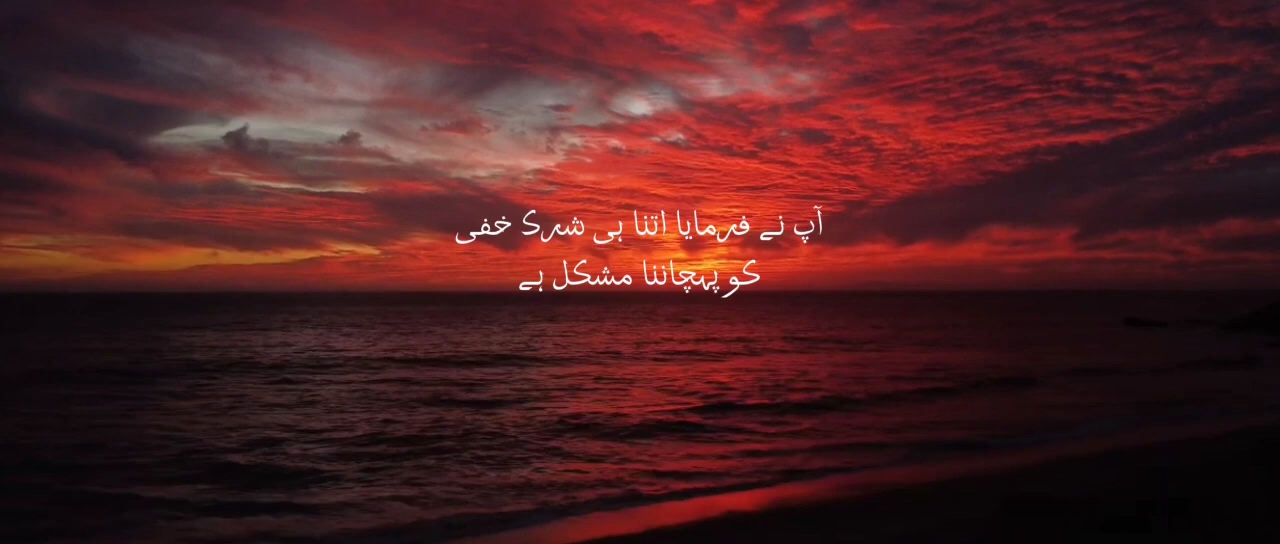 آپ نے فرمایا اتنا ہی شرک خفی
کو پہچاننا مشکل ہے